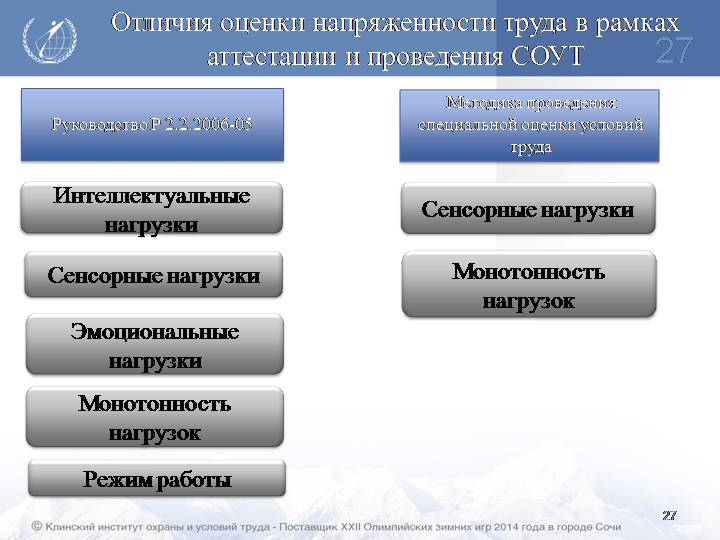 Отличия оценки напряженности труда в рамках
аттестации и проведения СОУТ
27
Руководство Р 2.2.2006-05
Методика проведения
специальной оценки условий
труда
Интеллектуальные
нагрузки
Сенсорные нагрузки
Эмоциональные
нагрузки
Монотонность
нагрузок
Режим работы
Сенсорные нагрузки
Монотонность
нагрузок
27
© Клинский институт охраны и условий труда - Поставщик XXII Олимпийских зимних игр 2014 года в городе Сочи